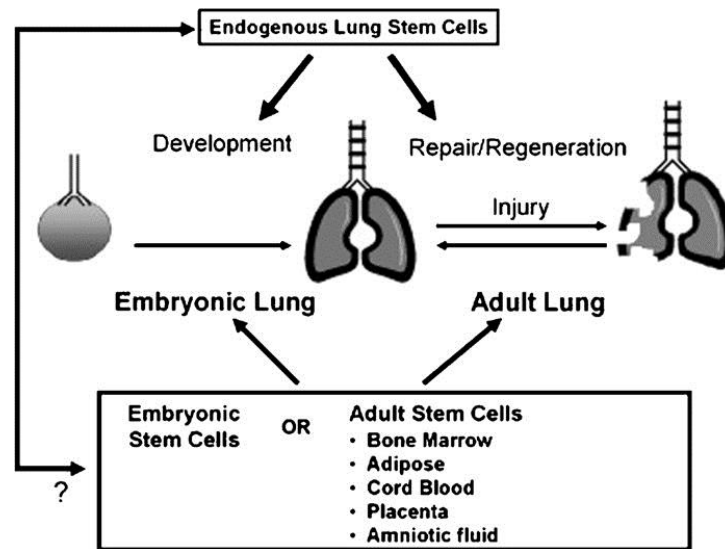 Endogenous Lung Stem Cells
Development
Repair/Regeneration
Injury
Embryonic Lung
Adult Lung
Embryonic
Stem Cells
OR
Adult Stem Cells
• Bone Marrow
• Adipose
• Cord Blood
• Placenta
• Amniotic fluid
?